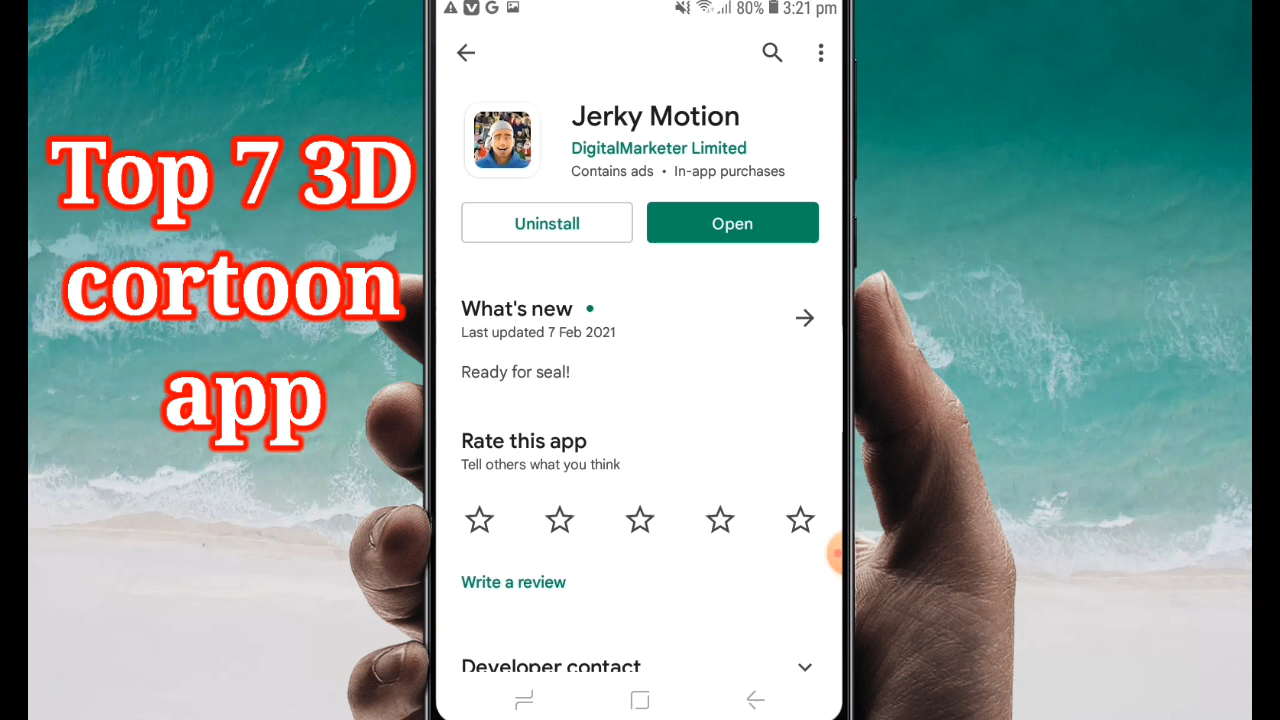 80% 3:21 pm
Top 7 3D
cortoon
app
Jerky Motion
DigitalMarketer Limited
Contains ads • In-app purchases
Uninstall
Open
What's new •
Last updated 7 Feb 2021
Ready for seal!
Rate this app
Tell others what you think
Write a review
Developer contact